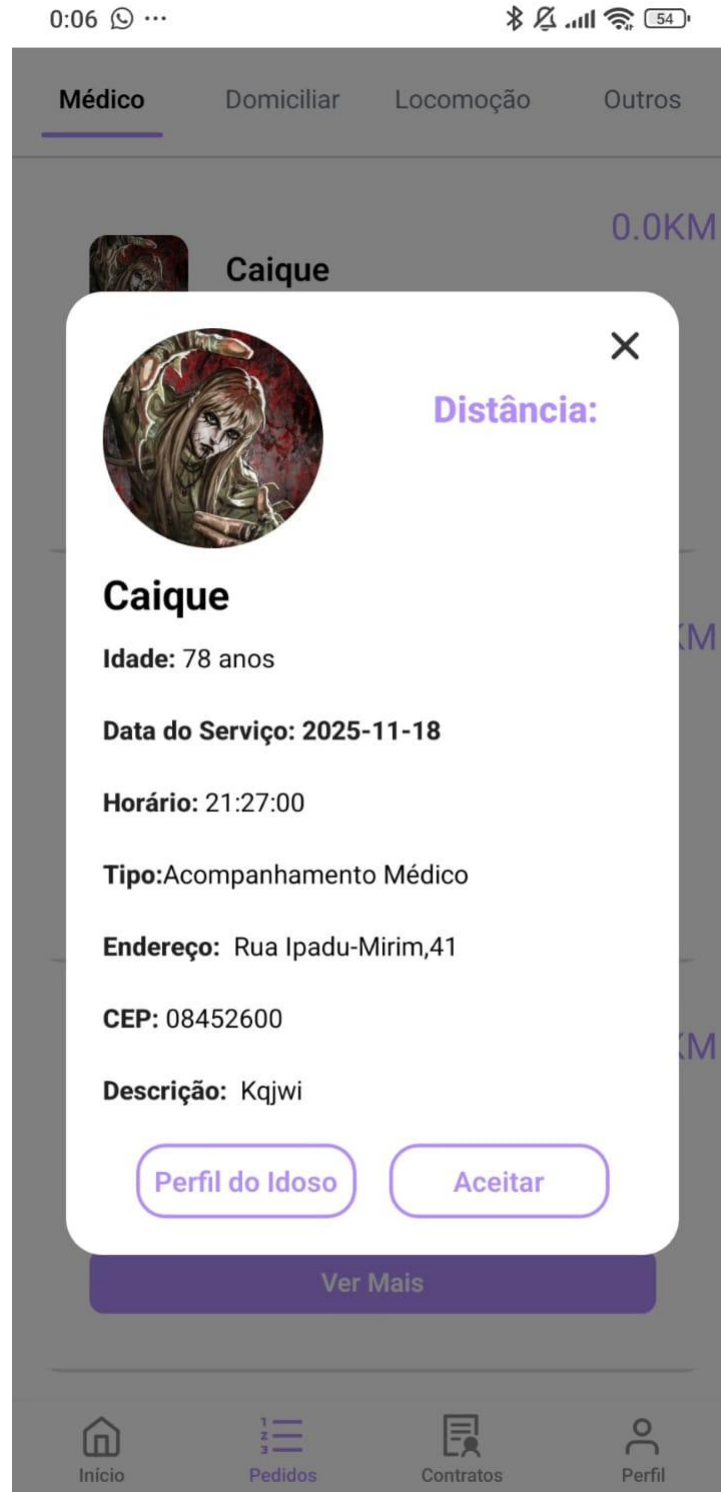 0:06 ...
54
Médico Domiciliar Locomoção Outros
0.0KM
Caique
Distância:
Caique
KM
Idade: 78 anos
Data do Serviço: 2025-11-18
Horário: 21:27:00
Tipo:Acompanhamento Médico
Endereço: Rua Ipadu-Mirim,41
CEP: 08452600
KM
Descrição: Kqjwi
Perfil do Idoso Aceitar
Ver Mais
Início Pedidos Contratos Perfil